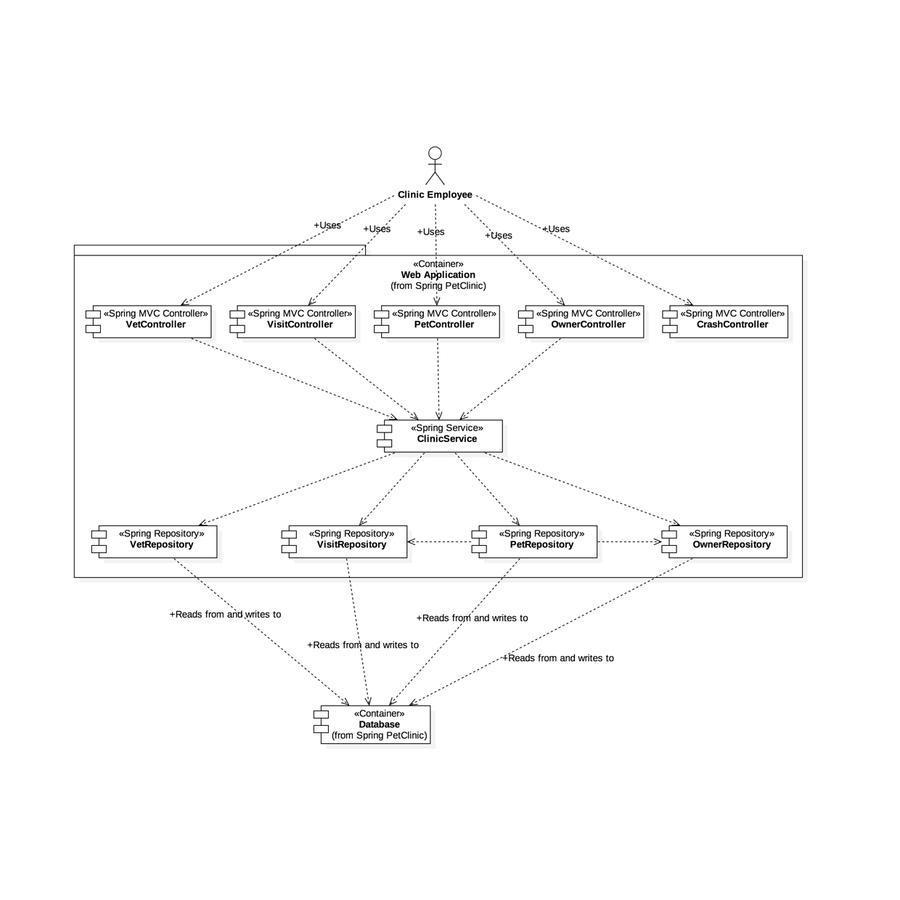 Clinic Employee
+Uses
+Uses
+Uses
+Uses
+Uses
«Container»
Web Application
(from Spring PetClinic)
«Spring MVC Controller»
VetController
«Spring MVC Controller»
VisitController
«Spring MVC Controller»
PetController
«Spring MVC Controller»
OwnerController
«Spring MVC Controller»
CrashController
«Spring Service»
ClinicService
«Spring Repository»
VetRepository
«Spring Repository»
VisitRepository
«Spring Repository»
PetRepository
«Spring Repository»
OwnerRepository
+Reads from and writes to
+Reads from and writes to
+Reads from and writes to
+Reads from and writes to
«Container»
Database
(from Spring PetClinic)